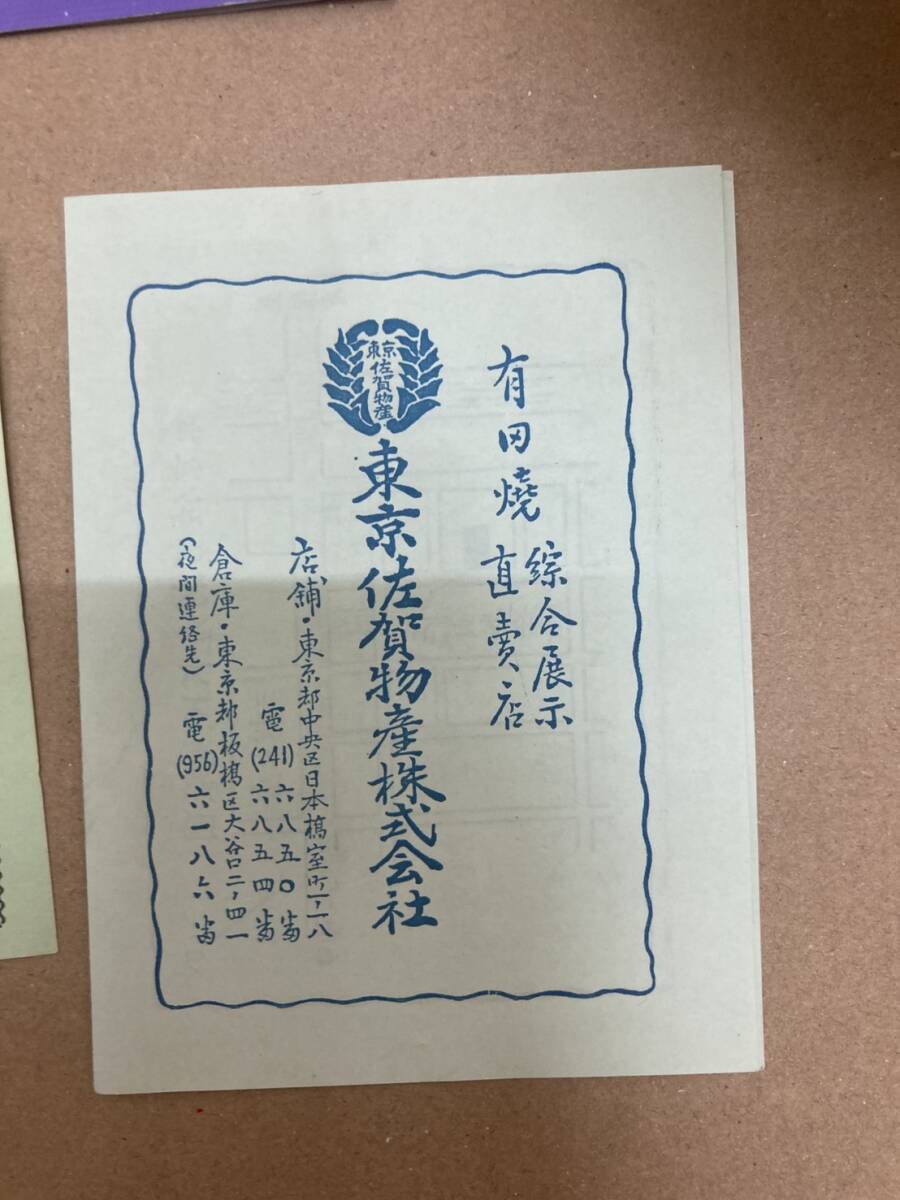 有田焼
綜合展示
直売店
東京
佐賀物産
東京佐賀物産株式会社
店舗・東京都中央区日本橋室町一ノ一八
電(241)六八五〇番
六八五四番
倉庫・東京都板橋区大谷口二ノ四一
(夜間連絡先)
電(956)六一八六番